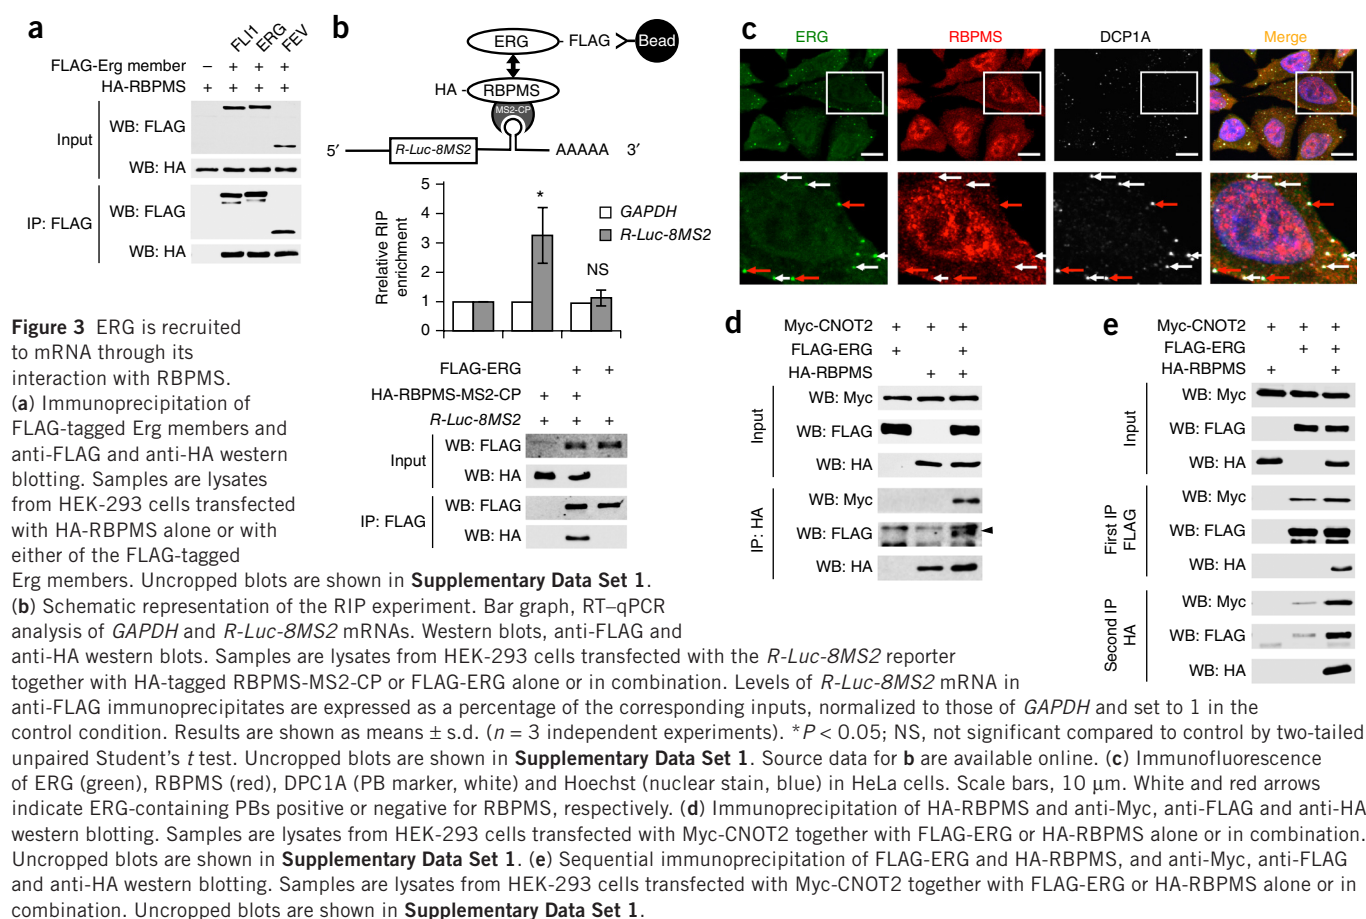 a
FLI1
ERG
FEV
FLAG-Erg member – + + +
HA-RBPMS + + + +
Input
WB: FLAG
WB: HA
IP: FLAG
WB: FLAG
WB: HA
b
ERG
FLAG
Bead
HA
RBPMS
MS2-CP
5′
R-Luc-8MS2
AAAAA 3′
Rrelative RIP
enrichment
5
4
3
2
1
0
*
NS
GAPDH
R-Luc-8MS2
FLAG-ERG + +
HA-RBPMS-MS2-CP + +
R-Luc-8MS2 + + +
Input
WB: FLAG
WB: HA
IP: FLAG
WB: FLAG
WB: HA
c
ERG
RBPMS
DCP1A
Merge
d
Myc-CNOT2 + + +
FLAG-ERG + +
HA-RBPMS + +
Input
WB: Myc
WB: FLAG
WB: HA
IP: HA
WB: Myc
WB: FLAG
WB: HA
e
Myc-CNOT2 + + +
FLAG-ERG + +
HA-RBPMS + +
Input
WB: Myc
WB: FLAG
WB: HA
First IP
FLAG
WB: Myc
WB: FLAG
WB: HA
Second IP
HA
WB: Myc
WB: FLAG
WB: HA
Figure 3 ERG is recruited
to mRNA through its
interaction with RBPMS.
(a) Immunoprecipitation of
FLAG-tagged Erg members and
anti-FLAG and anti-HA western
blotting. Samples are lysates
from HEK-293 cells transfected
with HA-RBPMS alone or with
either of the FLAG-tagged
Erg members. Uncropped blots are shown in Supplementary Data Set 1.
(b) Schematic representation of the RIP experiment. Bar graph, RT–qPCR
analysis of GAPDH and R-Luc-8MS2 mRNAs. Western blots, anti-FLAG and
anti-HA western blots. Samples are lysates from HEK-293 cells transfected with the R-Luc-8MS2 reporter
together with HA-tagged RBPMS-MS2-CP or FLAG-ERG alone or in combination. Levels of R-Luc-8MS2 mRNA in
anti-FLAG immunoprecipitates are expressed as a percentage of the corresponding inputs, normalized to those of GAPDH and set to 1 in the
control condition. Results are shown as means ± s.d. (n = 3 independent experiments). *P < 0.05; NS, not significant compared to control by two-tailed
unpaired Student's t test. Uncropped blots are shown in Supplementary Data Set 1. Source data for b are available online. (c) Immunofluorescence
of ERG (green), RBPMS (red), DPC1A (PB marker, white) and Hoechst (nuclear stain, blue) in HeLa cells. Scale bars, 10 μm. White and red arrows
indicate ERG-containing PBs positive or negative for RBPMS, respectively. (d) Immunoprecipitation of HA-RBPMS and anti-Myc, anti-FLAG and anti-HA
western blotting. Samples are lysates from HEK-293 cells transfected with Myc-CNOT2 together with FLAG-ERG or HA-RBPMS alone or in combination.
Uncropped blots are shown in Supplementary Data Set 1. (e) Sequential immunoprecipitation of FLAG-ERG and HA-RBPMS, and anti-Myc, anti-FLAG
and anti-HA western blotting. Samples are lysates from HEK-293 cells transfected with Myc-CNOT2 together with FLAG-ERG or HA-RBPMS alone or in
combination. Uncropped blots are shown in Supplementary Data Set 1.